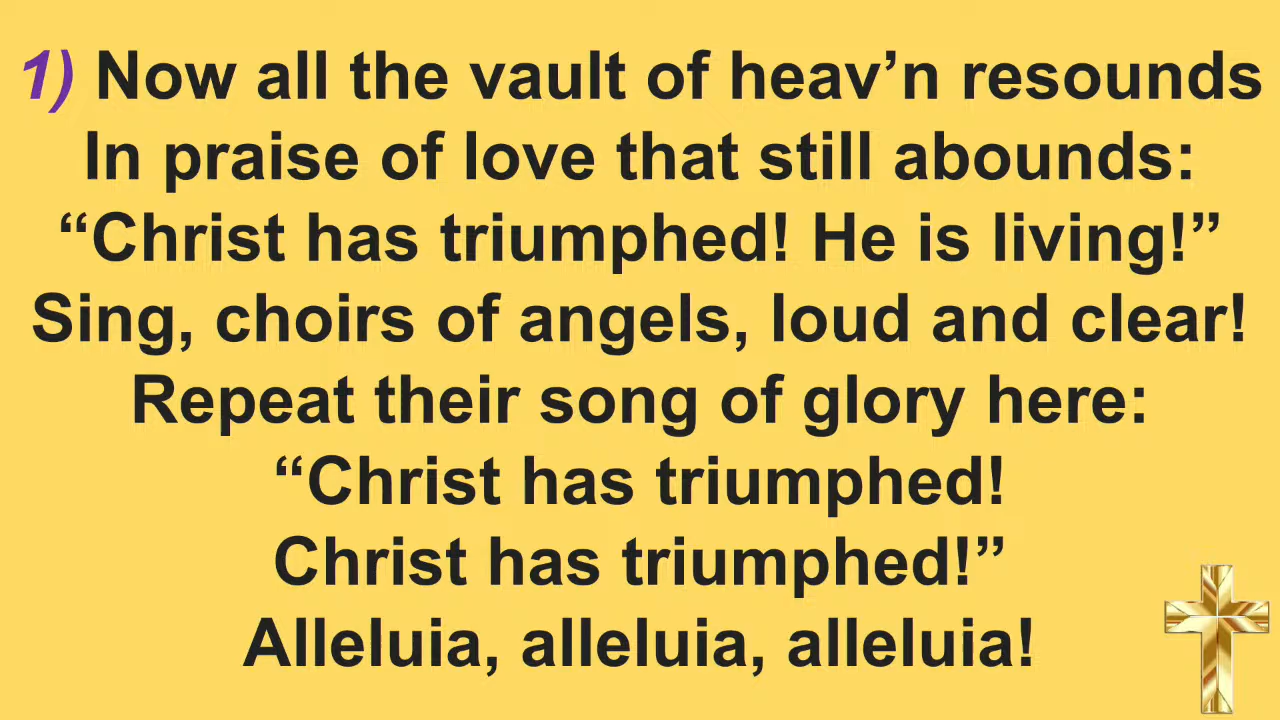 1) Now all the vault of heav’n resounds
In praise of love that still abounds:
“Christ has triumphed! He is living!”
Sing, choirs of angels, loud and clear!
Repeat their song of glory here:
“Christ has triumphed!
Christ has triumphed!”
Alleluia, alleluia, alleluia!